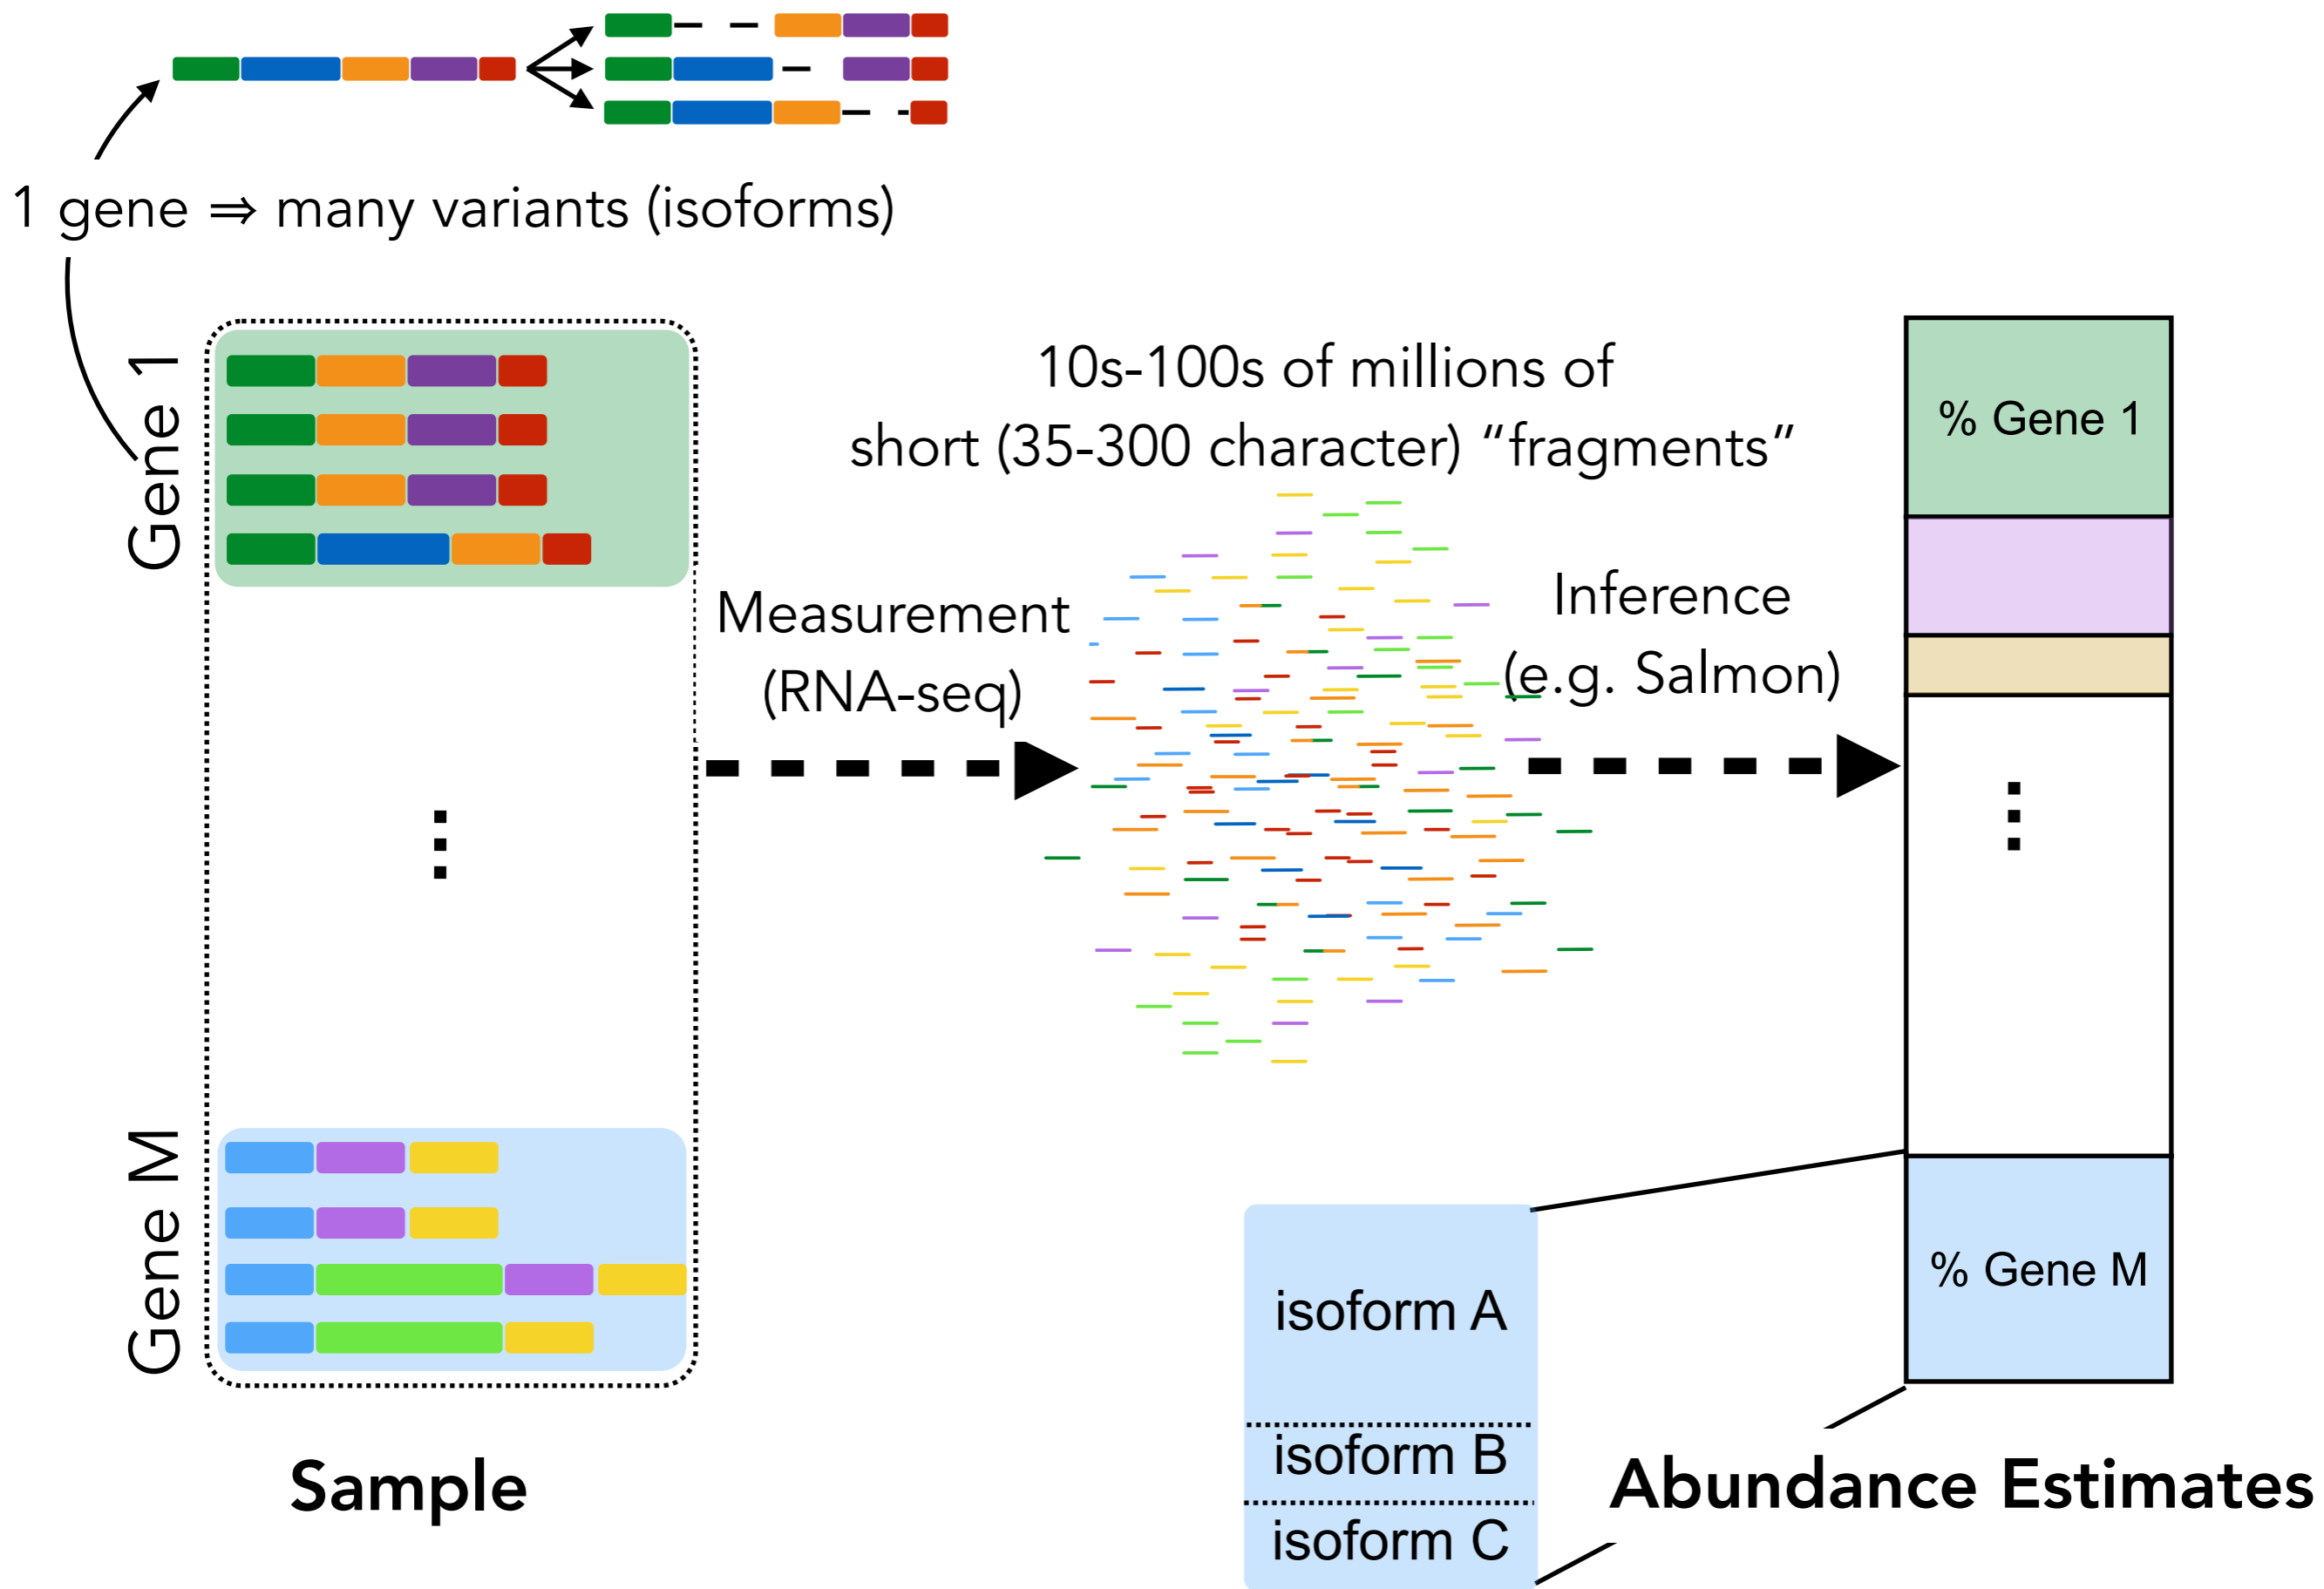 1 gene ⇒ many variants (isoforms)
Gene 1
10s-100s of millions of
short (35-300 character) “fragments”
% Gene 1
Measurement
(RNA-seq)
Inference
(e.g. Salmon)
Gene M
% Gene M
isoform A
isoform B
isoform C
Sample
Abundance Estimates